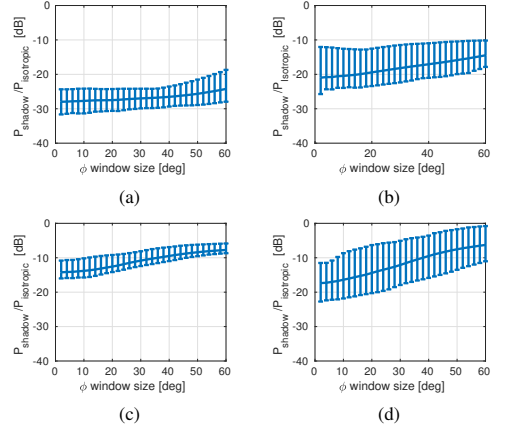 0
-10
-20
-30
-40
0 10 20 30 40 50 60
P_shadow /P_isotropic [dB]
ϕ window size [deg]
(a)
0
-10
-20
-30
-40
0 20 40 60
P_shadow /P_Isotropic [dB]
ϕ window size [deg]
(b)
0
-10
-20
-30
-40
0 10 20 30 40 50 60
P_shadow /P_isotropic [dB]
ϕ window size [deg]
(c)
0
-10
-20
-30
-40
0 20 40 60
P_shadow /P_Isotropic [dB]
ϕ window size [deg]
(d)